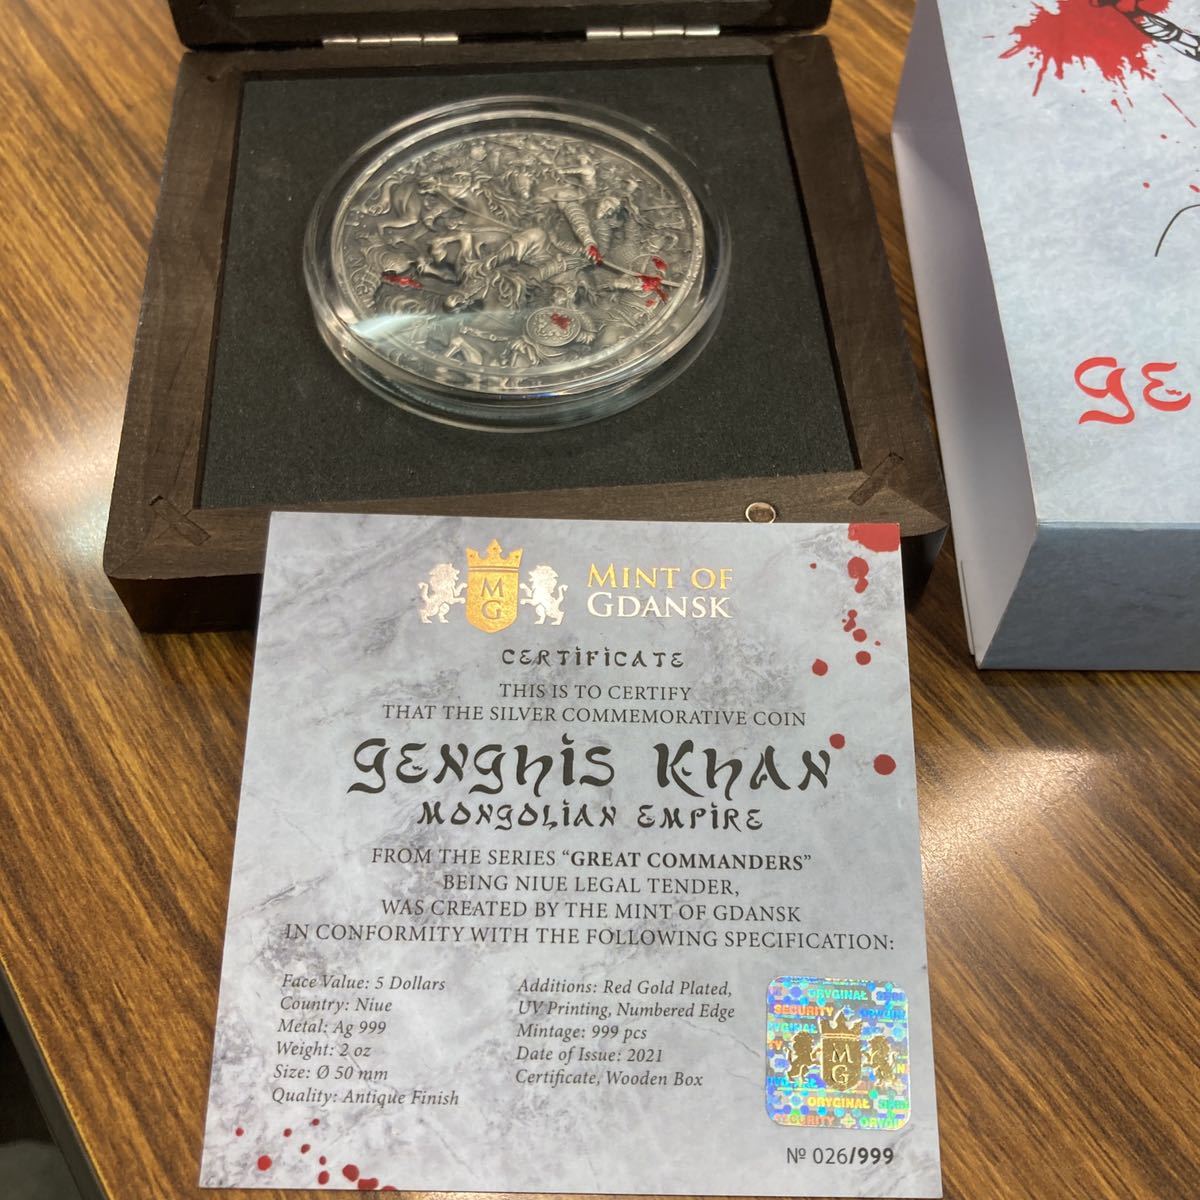 GE
M
G
MINT OF
GDANSK
CERTIFICATE
THIS IS TO CERTIFY
THAT THE SILVER COMMEMORATIVE COIN
GENGHIS KHAN
MONGOLIAN EMPIRE
FROM THE SERIES “GREAT COMMANDERS”
BEING NIUE LEGAL TENDER,
WAS CREATED BY THE MINT OF GDANSK
IN CONFORMITY WITH THE FOLLOWING SPECIFICATION:
Face Value: 5 Dollars
Country: Niue
Metal: Ag 999
Weight: 2 oz
Size: Ø 50 mm
Quality: Antique Finish
Additions: Red Gold Plated,
UV Printing, Numbered Edge
Mintage: 999 pcs
Date of Issue: 2021
Certificate, Wooden Box
ORYGINAŁ
SECURITY
M
G
ORYGINAŁ
SECURITY
№ 026/999